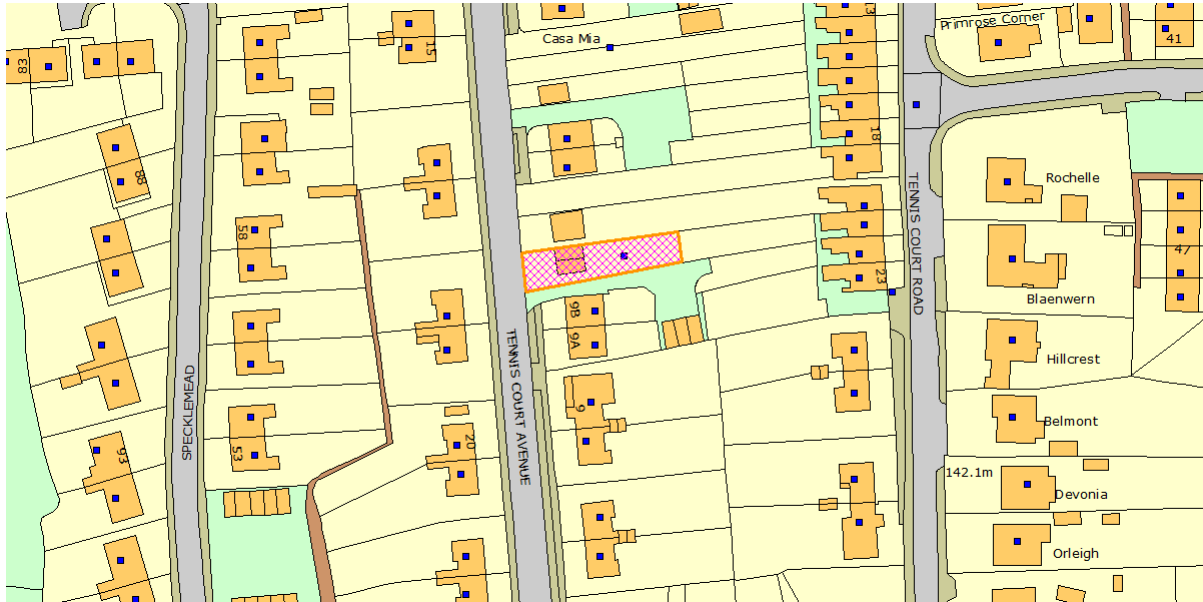 Primrose Corner
13
41
Casa Mia
15
83
18
88
Rochelle
TENNIS COURT ROAD
58
47
23
Blaenwern
9B
9A
Hillcrest
TENNIS COURT AVENUE
SPECKLEMEAD
9
Belmont
20
53
93
142.1m
Devonia
Orleigh